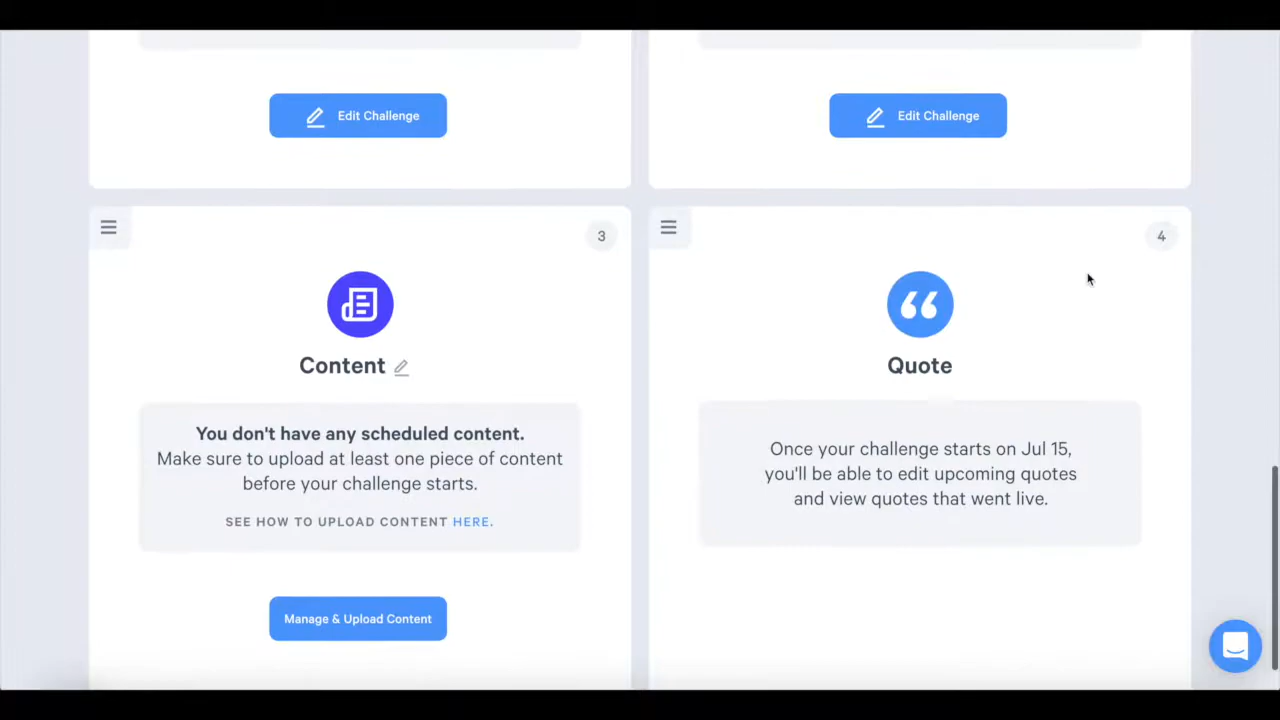 Edit Challenge
Edit Challenge
3
Content
You don't have any scheduled content.
Make sure to upload at least one piece of content
before your challenge starts.
SEE HOW TO UPLOAD CONTENT HERE.
Manage & Upload Content
4
Quote
Once your challenge starts on Jul 15,
you'll be able to edit upcoming quotes
and view quotes that went live.